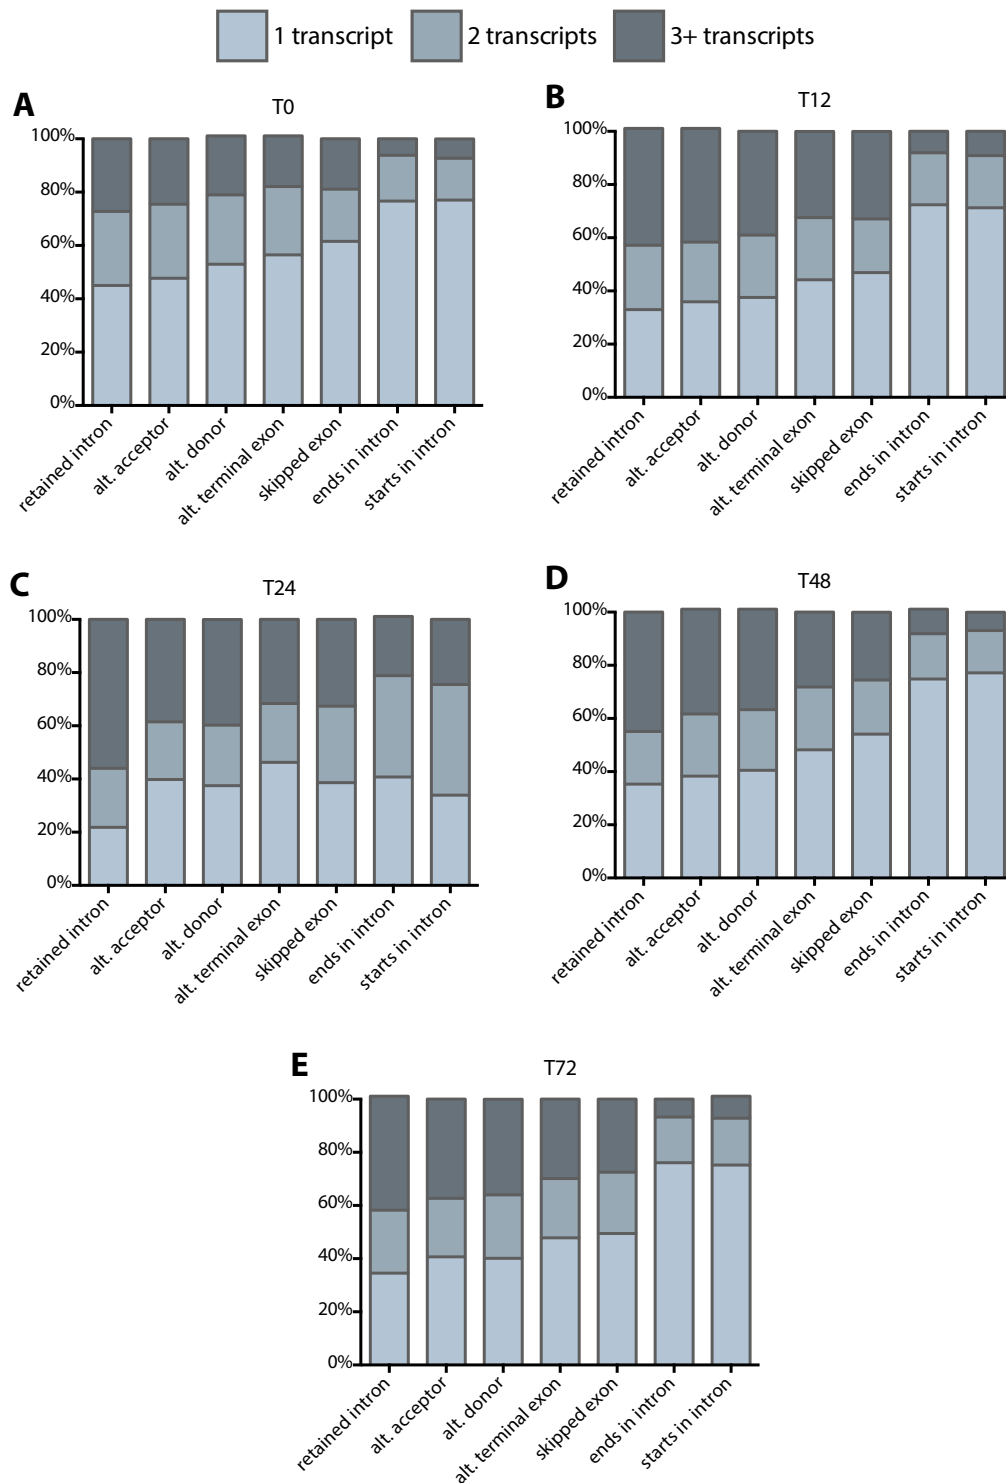 1 transcript 2 transcripts 3+ transcripts
A
T0
100%
80%
60%
40%
20%
0%
retained intron
alt. acceptor
alt. donor
alt. terminal exon
skipped exon
ends in intron
starts in intron
B
T12
100%
80%
60%
40%
20%
0%
retained intron
alt. acceptor
alt. donor
alt. terminal exon
skipped exon
ends in intron
starts in intron
C
T24
100%
80%
60%
40%
20%
0%
retained intron
alt. acceptor
alt. donor
alt. terminal exon
skipped exon
ends in intron
starts in intron
D
T48
100%
80%
60%
40%
20%
0%
retained intron
alt. acceptor
alt. donor
alt. terminal exon
skipped exon
ends in intron
starts in intron
E
T72
100%
80%
60%
40%
20%
0%
retained intron
alt. acceptor
alt. donor
alt. terminal exon
skipped exon
ends in intron
starts in intron